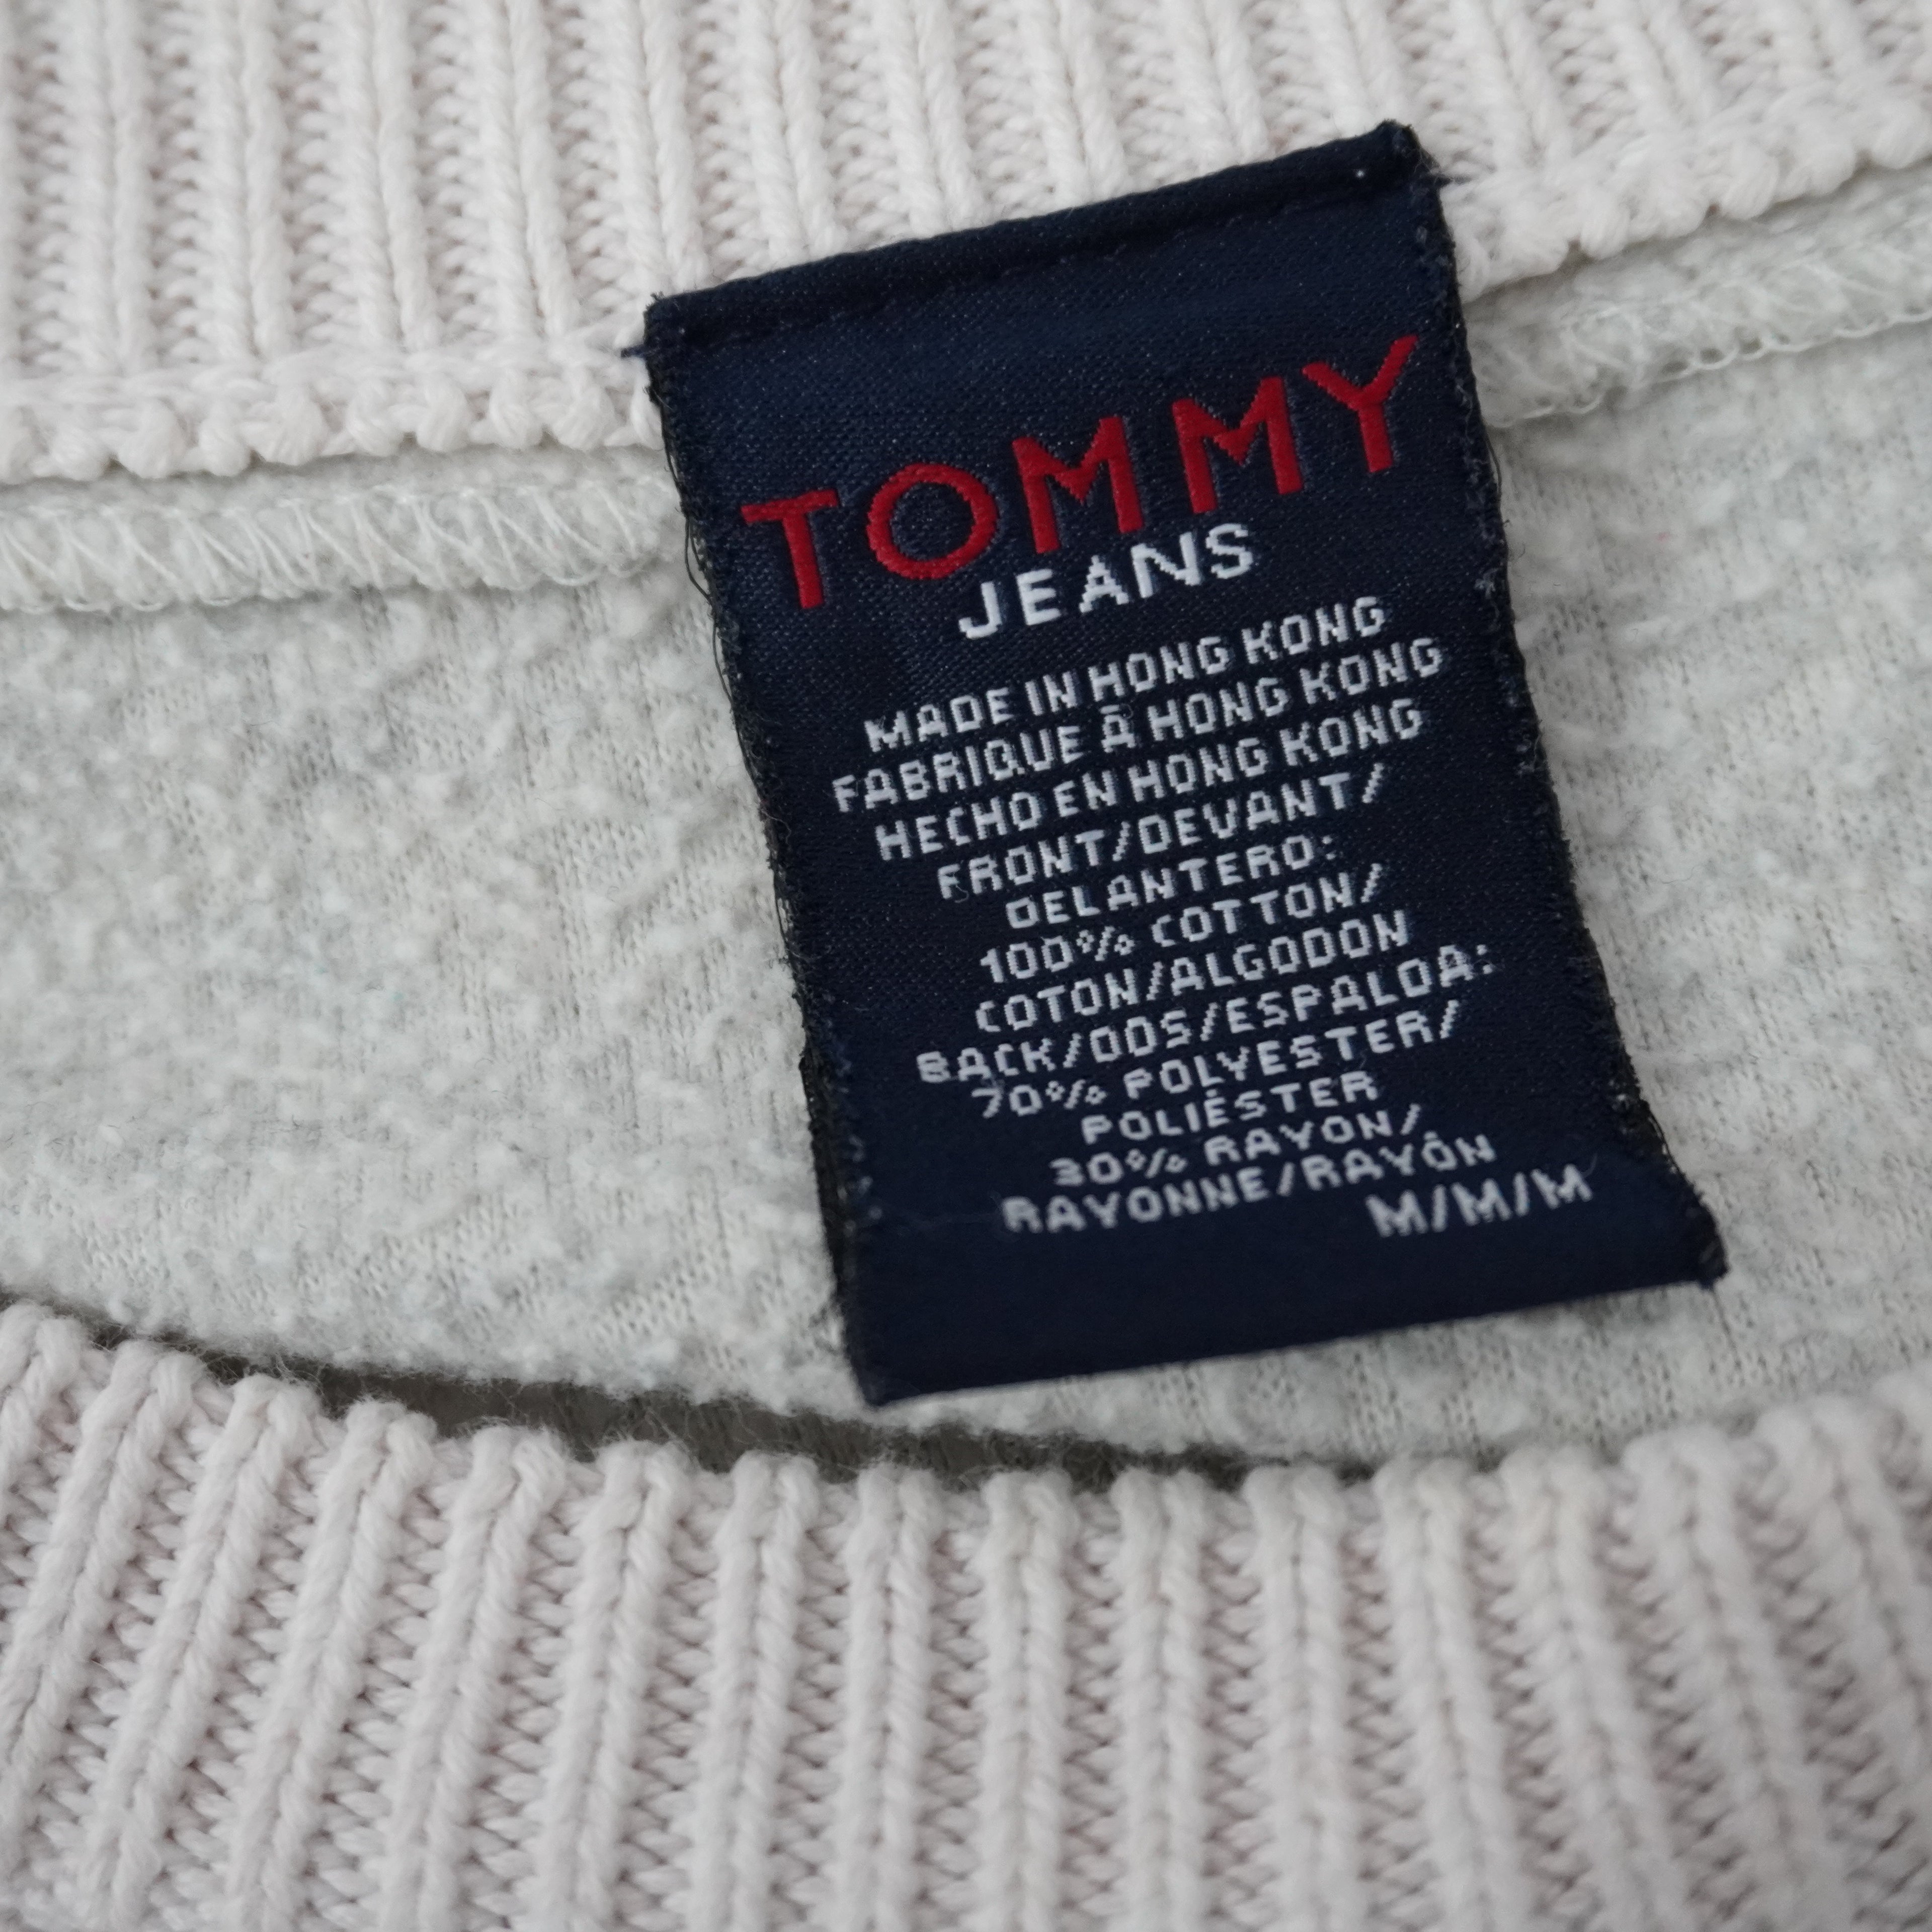 TOMMY
JEANS
MADE IN HONG KONG
FABRIQUE À HONG KONG
HECHO EN HONG KONG
FRONT/DEVANT/
DELANTERO:
100% COTTON/
COTON/ALGODON
BACK/DOS/ESPALDA:
70% POLYESTER/
POLIÉSTER
30% RAYON/
RAYONNE/RAYÓN
M/M/M